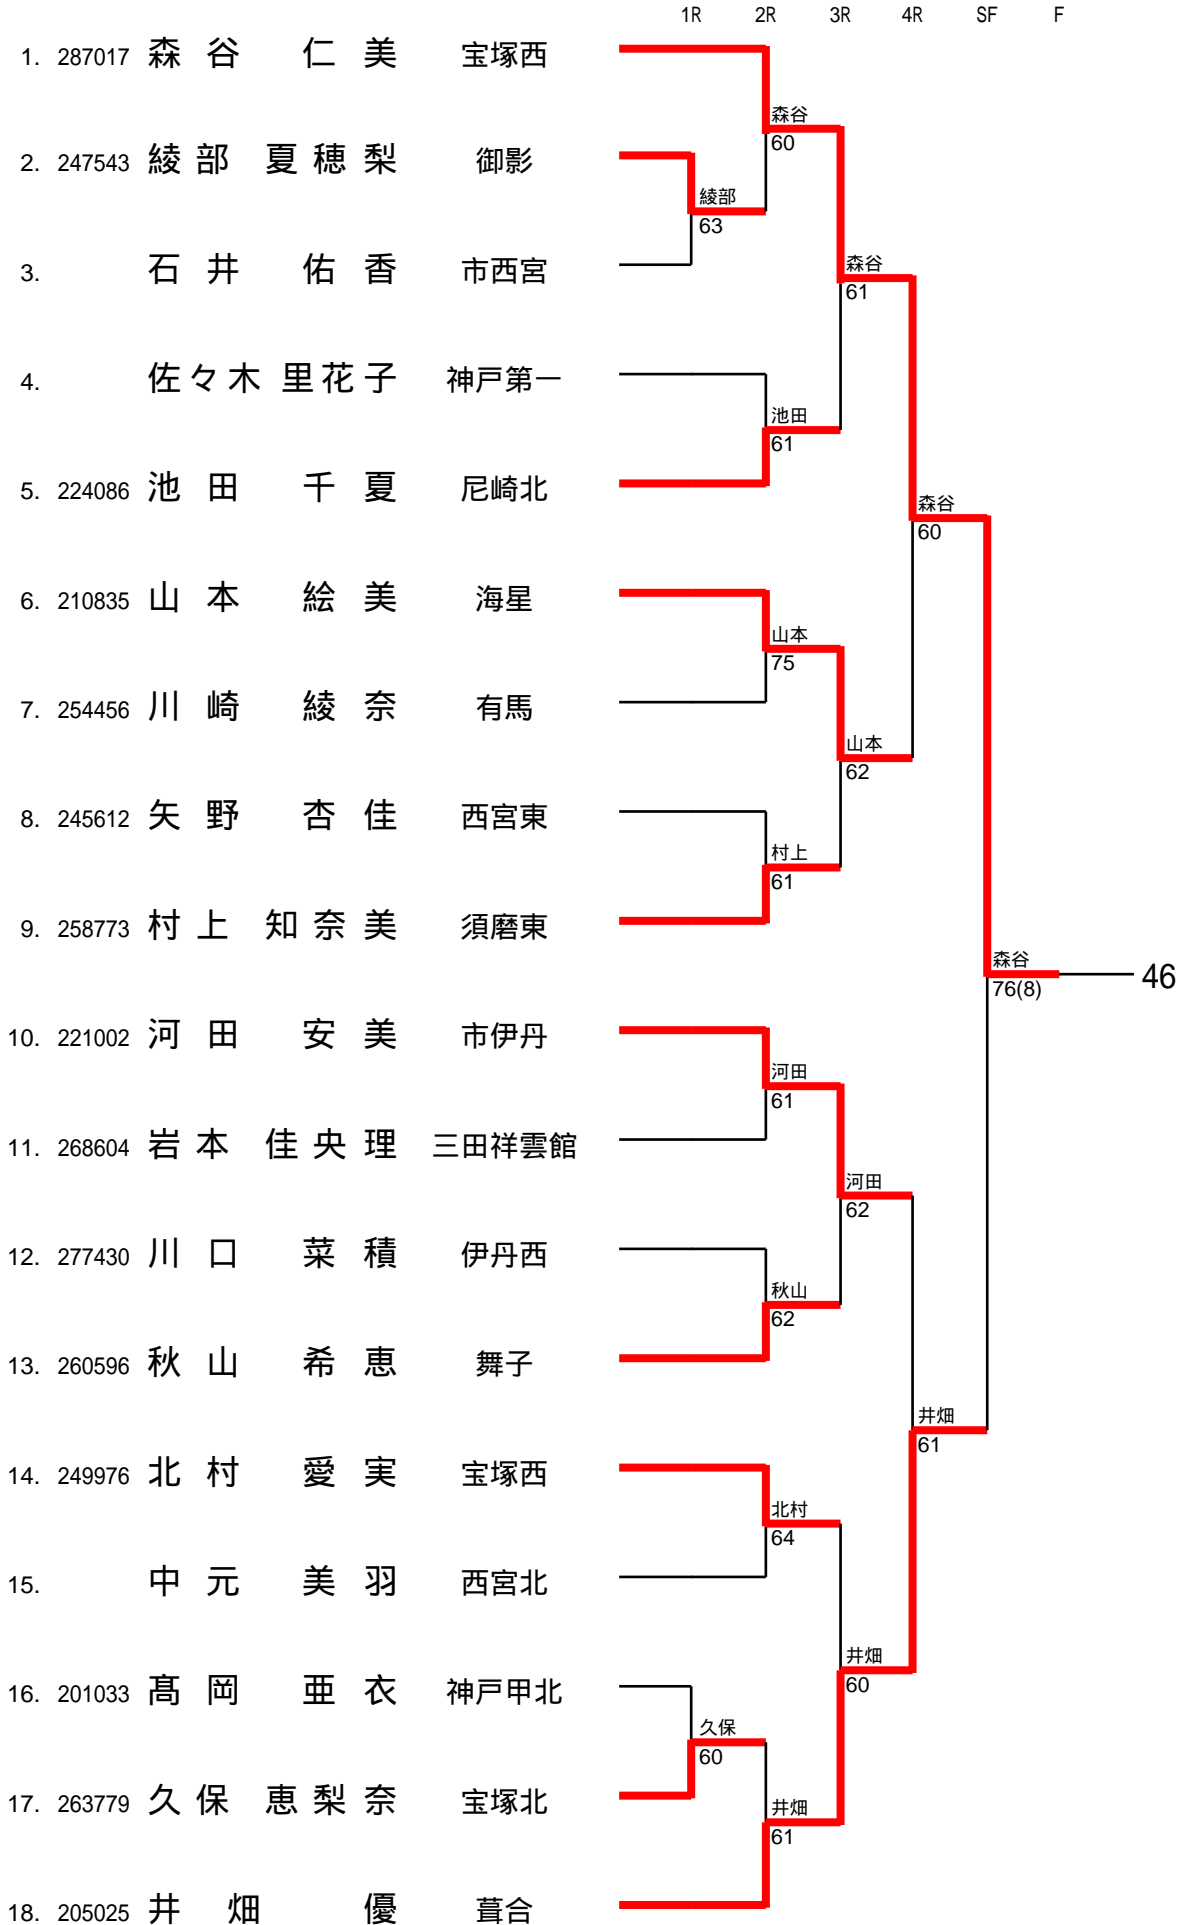 1R 2R 3R 4R SF F
1. 287017 森谷 仁美 宝塚西
森谷
60
2. 247543 綾部 夏穂梨 御影
綾部
63
3. 石井 佑香 市西宮
森谷
61
4. 佐々木 里花子 神戸第一
池田
61
5. 224086 池田 千夏 尼崎北
森谷
60
6. 210835 山本 絵美 海星
山本
75
7. 254456 川崎 綾奈 有馬
山本
62
8. 245612 矢野 杏佳 西宮東
村上
61
9. 258773 村上 知奈美 須磨東
森谷
76(8)
46
10. 221002 河田 安美 市伊丹
河田
61
11. 268604 岩本 佳央理 三田祥雲館
河田
62
12. 277430 川口 菜積 伊丹西
秋山
62
13. 260596 秋山 希恵 舞子
井畑
61
14. 249976 北村 愛実 宝塚西
北村
64
15. 中元 美羽 西宮北
井畑
60
16. 201033 髙岡 亜衣 神戸甲北
久保
60
17. 263779 久保 恵梨奈 宝塚北
井畑
61
18. 205025 井畑 優 葺合